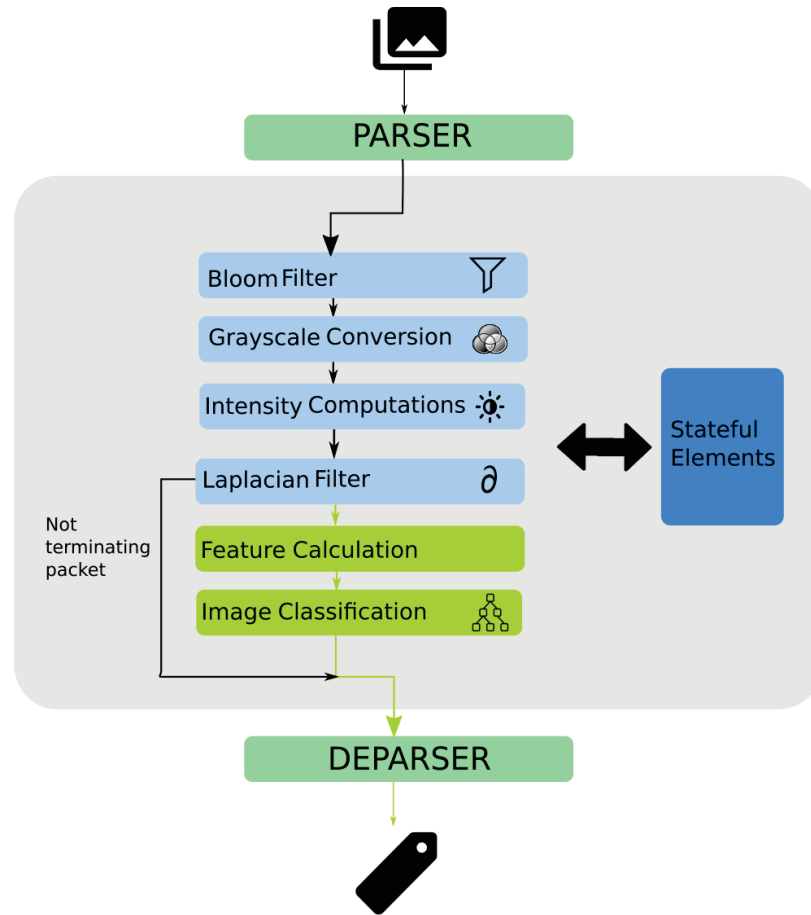 PARSER
Bloom Filter
Grayscale Conversion
Intensity Computations
Stateful
Elements
Laplacian Filter
∂
Not
terminating
packet
Feature Calculation
Image Classification
DEPARSER